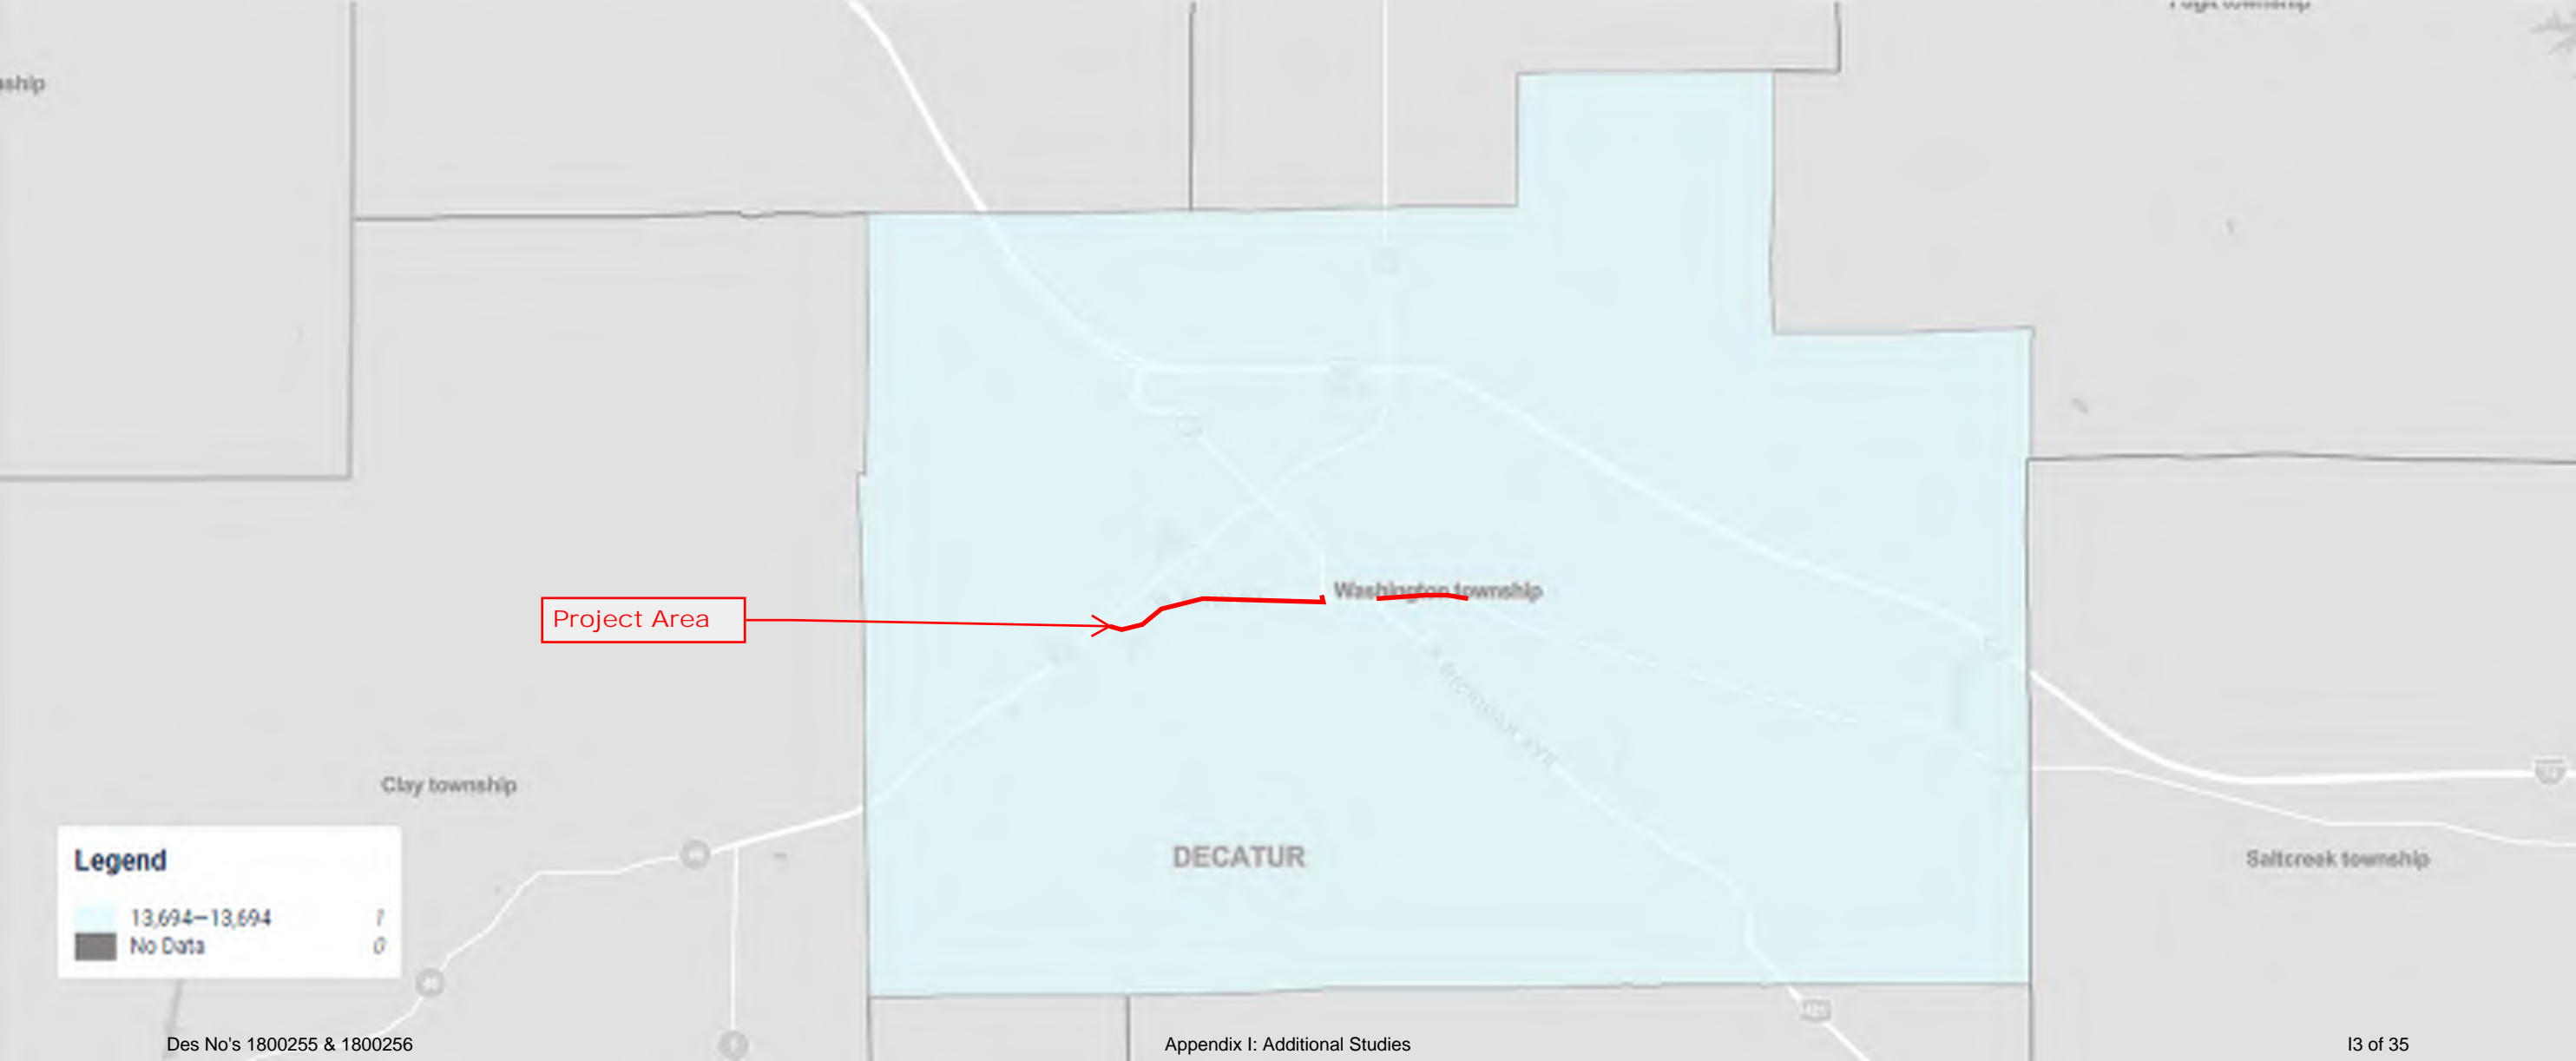 township
ship
Washington township
Project Area
Clay township
DECATUR
Saltcreek township
Legend
13,694—13,694 1
No Data 0
Des No's 1800255 & 1800256
Appendix I: Additional Studies
I3 of 35